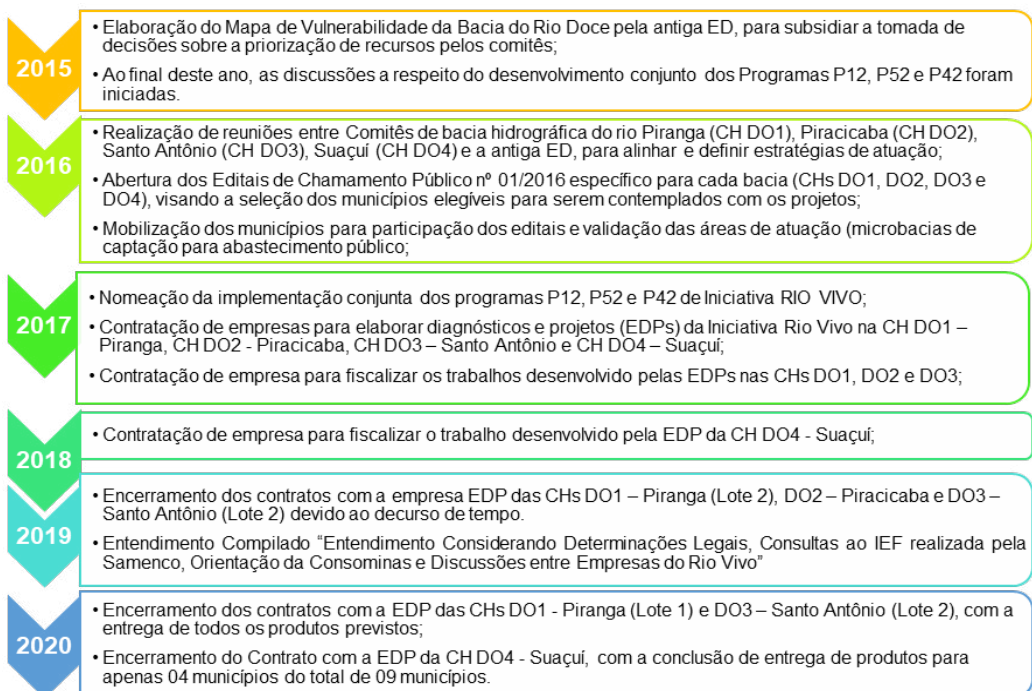 2015
• Elaboração do Mapa de Vulnerabilidade da Bacia do Rio Doce pela antiga ED, para subsidiar a tomada de
decisões sobre a priorização de recursos pelos comitês;
• Ao final deste ano, as discussões a respeito do desenvolvimento conjunto dos Programas P12, P52 e P42 foram
iniciadas.
2016
• Realização de reuniões entre Comitês de bacia hidrográfica do rio Piranga (CH DO1), Piracicaba (CH DO2),
Santo Antônio (CH DO3), Suaçuí (CH DO4) e a antiga ED, para alinhar e definir estratégias de atuação;
• Abertura dos Editais de Chamamento Público nº 01/2016 específico para cada bacia (CHs DO1, DO2, DO3 e
DO4), visando a seleção dos municípios elegíveis para serem contemplados com os projetos;
• Mobilização dos municípios para participação dos editais e validação das áreas de atuação (microbacias de
captação para abastecimento público;
2017
• Nomeação da implementação conjunta dos programas P12, P52 e P42 de Iniciativa RIO VIVO;
• Contratação de empresas para elaborar diagnósticos e projetos (EDPs) da Iniciativa Rio Vivo na CH DO1 –
Piranga, CH DO2 - Piracicaba, CH DO3 – Santo Antônio e CH DO4 – Suaçuí;
• Contratação de empresa para fiscalizar os trabalhos desenvolvido pelas EDPs nas CHs DO1, DO2 e DO3;
2018
• Contratação de empresa para fiscalizar o trabalho desenvolvido pela EDP da CH DO4 - Suaçuí;
2019
• Encerramento dos contratos com a empresa EDP das CHs DO1 – Piranga (Lote 2), DO2 – Piracicaba e DO3 –
Santo Antônio (Lote 2) devido ao decurso de tempo.
• Entendimento Compilado “Entendimento Considerando Determinações Legais, Consultas ao IEF realizada pela
Samenco, Orientação da Consominas e Discussões entre Empresas do Rio Vivo”
2020
• Encerramento dos contratos com a EDP das CHs DO1 - Piranga (Lote 1) e DO3 – Santo Antônio (Lote 2), com a
entrega de todos os produtos previstos;
• Encerramento do Contrato com a EDP da CH DO4 - Suaçuí, com a conclusão de entrega de produtos para
apenas 04 municípios do total de 09 municípios.